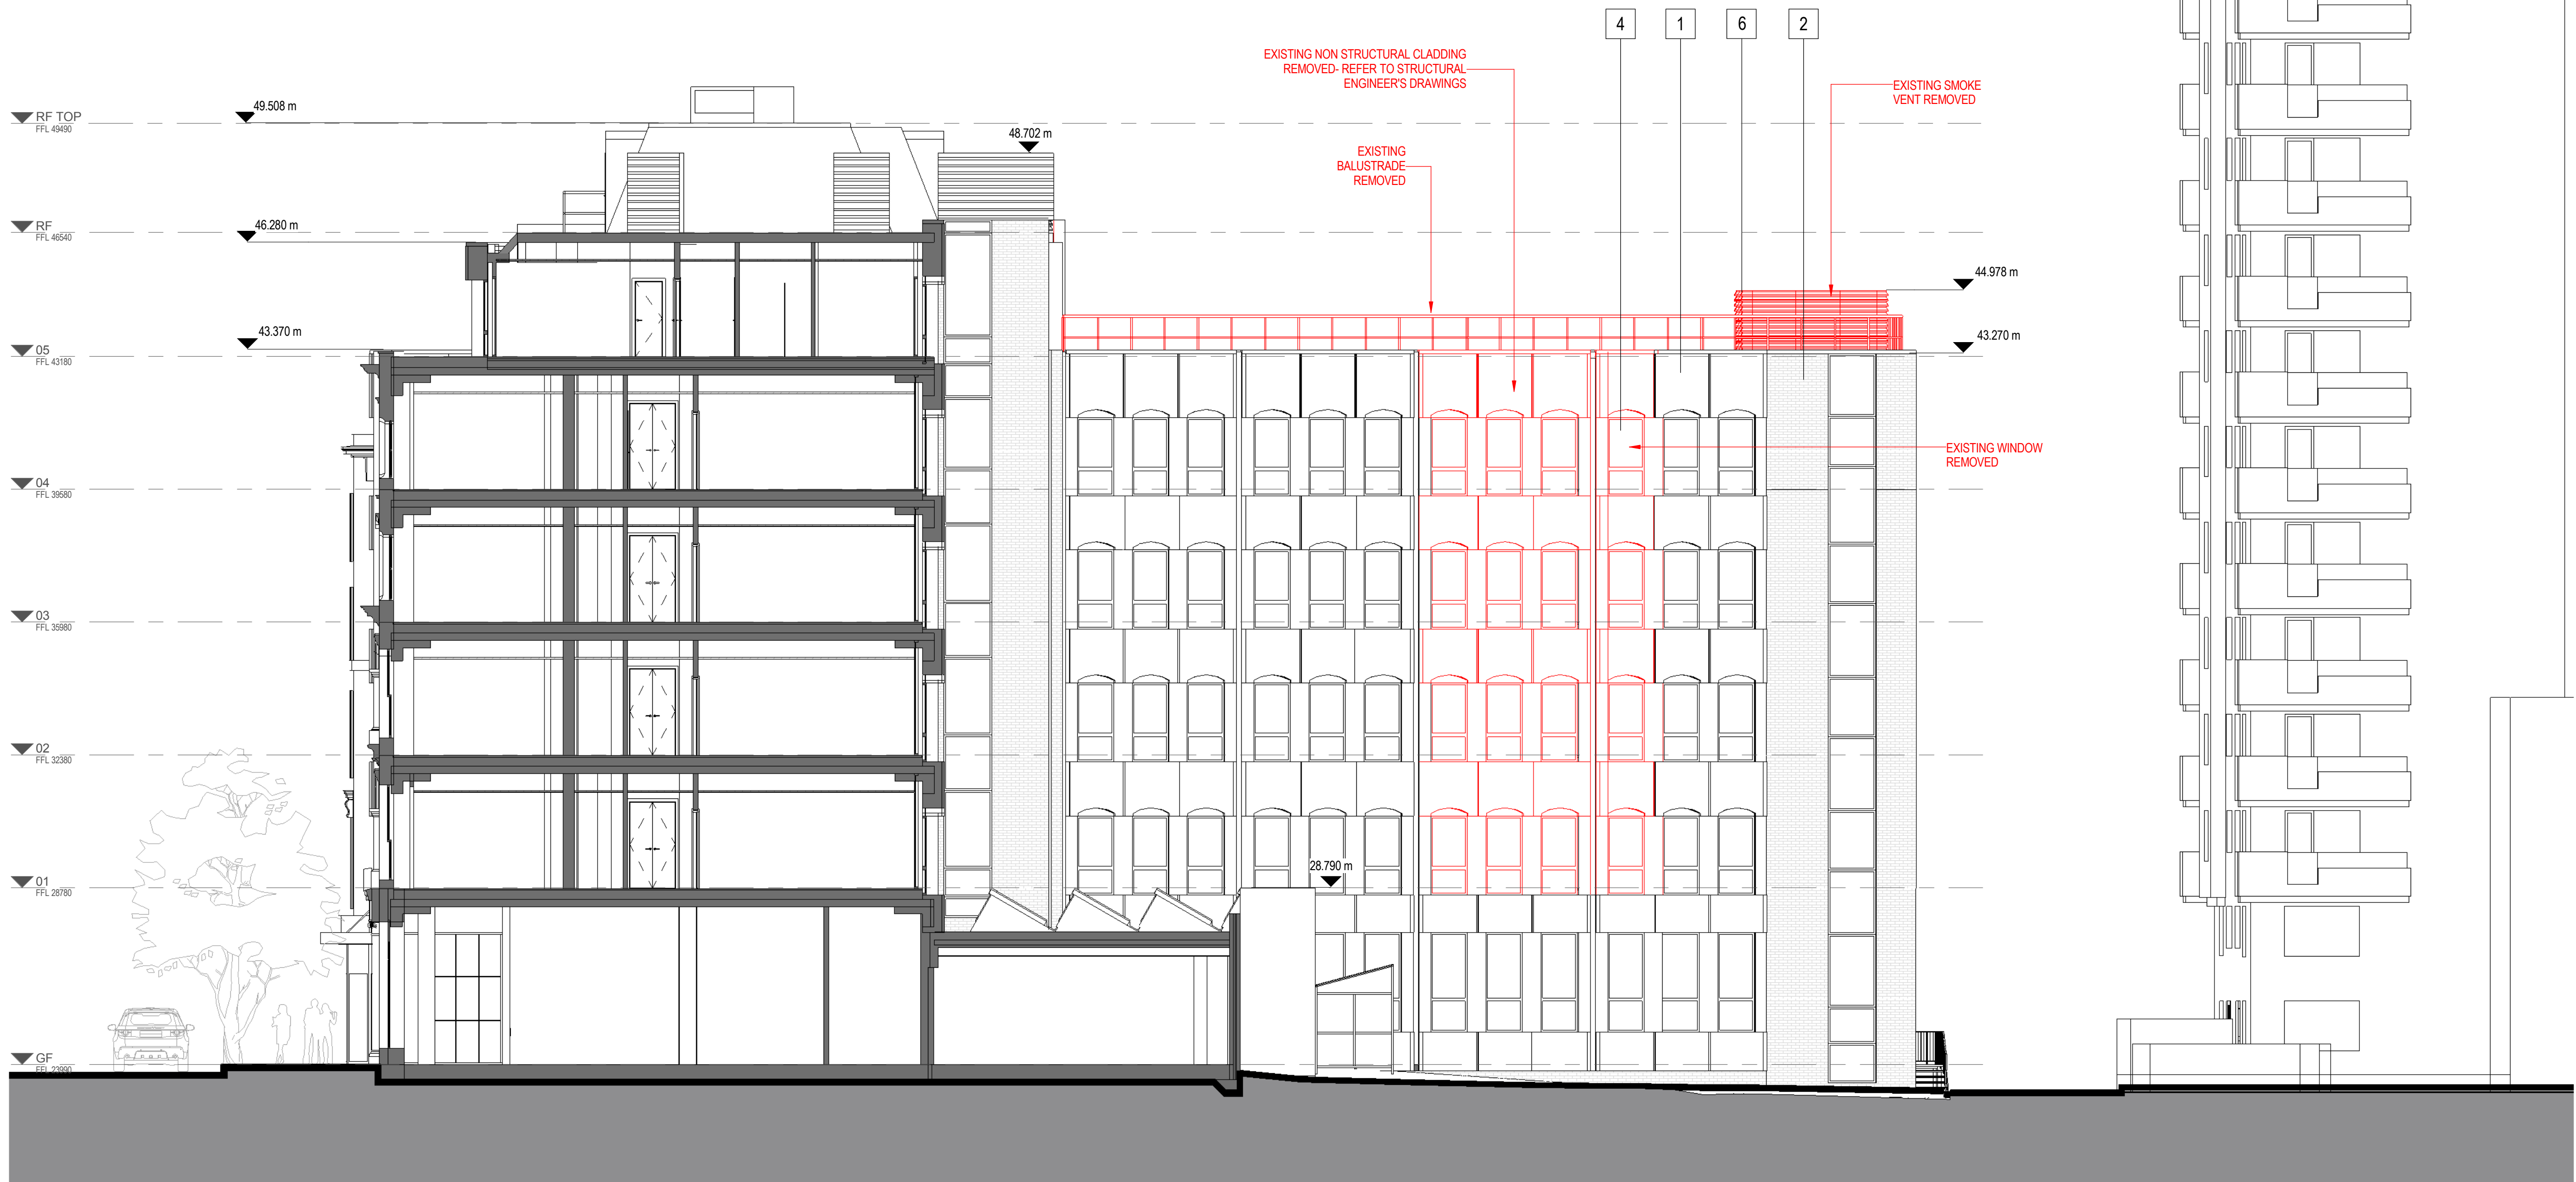 4 1 6 2
EXISTING NON STRUCTURAL CLADDING
REMOVED- REFER TO STRUCTURAL
ENGINEER'S DRAWINGS
EXISTING SMOKE
VENT REMOVED
RF TOP
FFL 49490
49.508 m
48.702 m
EXISTING
BALUSTRADE
REMOVED
RF
FFL 46540
46.280 m
44.978 m
43.370 m
43.270 m
05
FFL 43180
EXISTING WINDOW
REMOVED
04
FFL 39580
03
FFL 35980
02
FFL 32380
28.790 m
01
FFL 28780
GF
FFL 23990